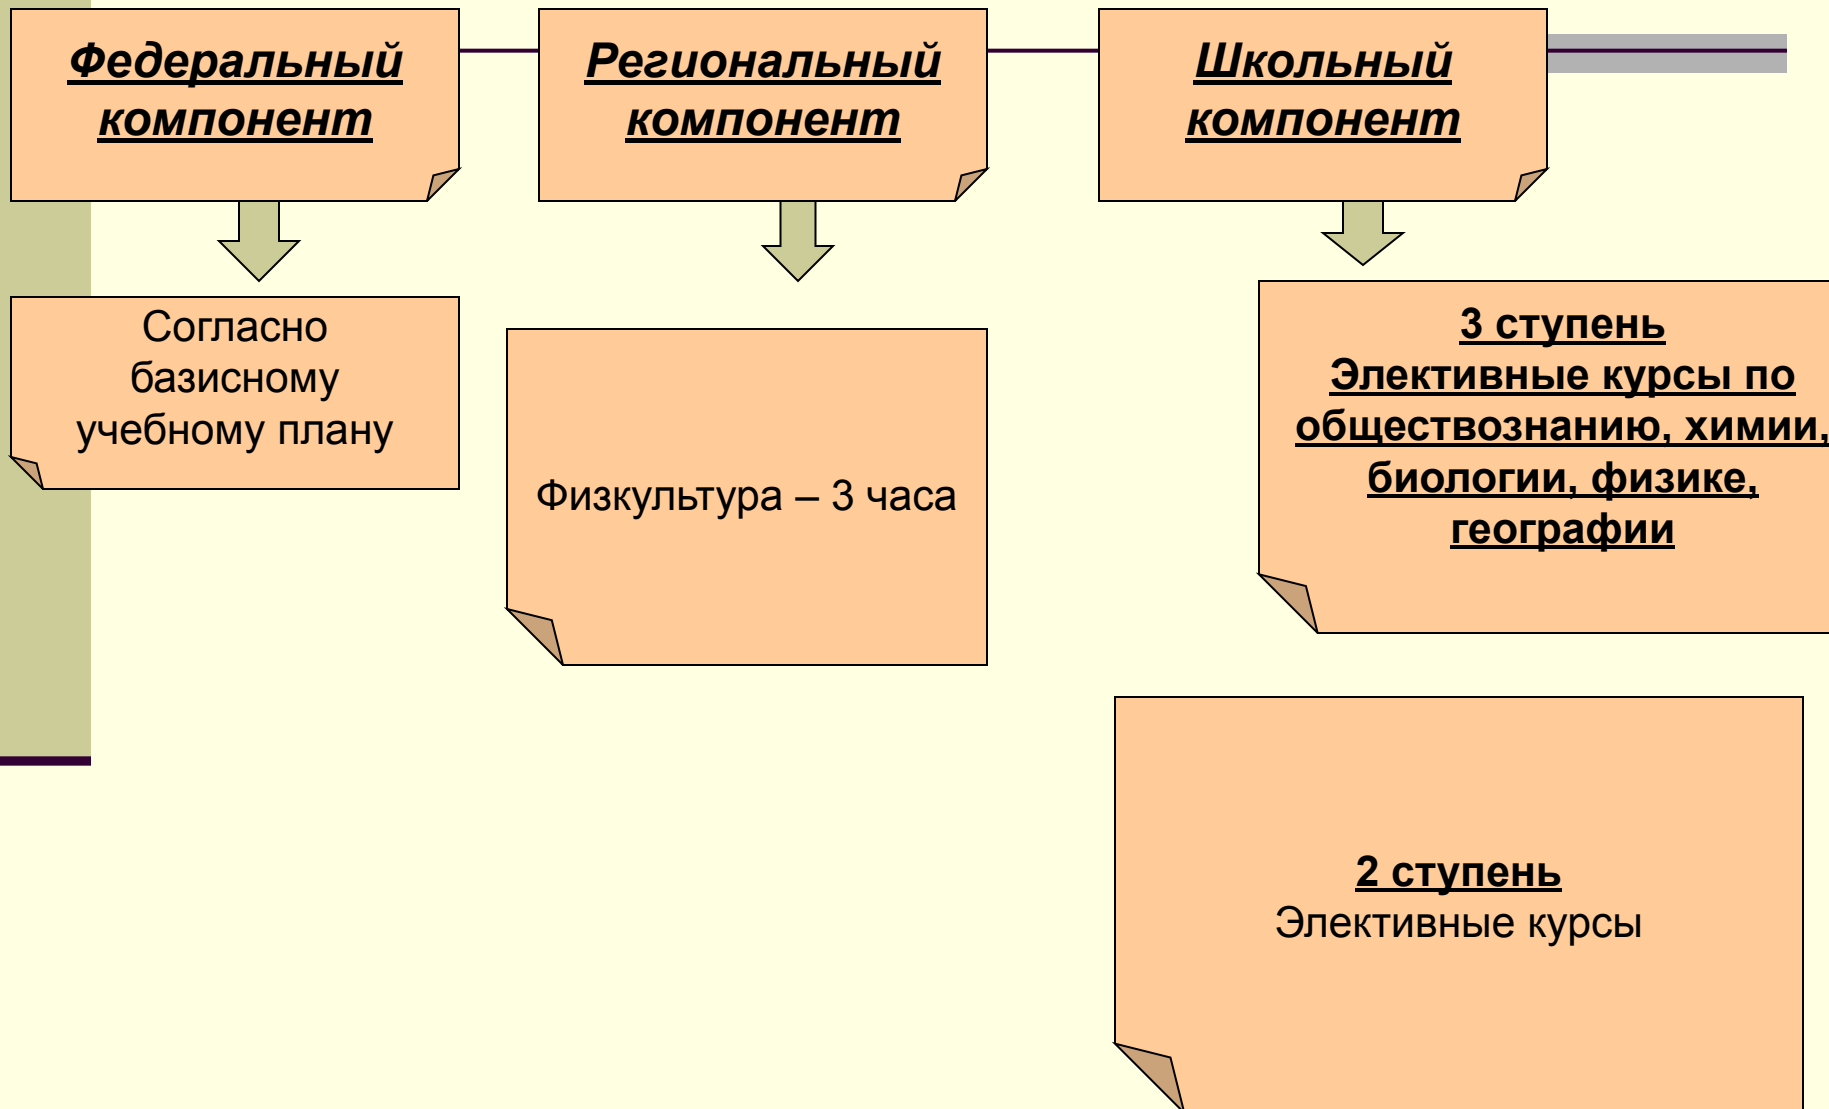 Федеральный
компонент
Региональный
компонент
Школьный
компонент
Согласно
базисному
учебному плану
Физкультура – 3 часа
3 ступень
Элективные курсы по
обществознанию, химии,
биологии, физике,
географии
2 ступень
Элективные курсы